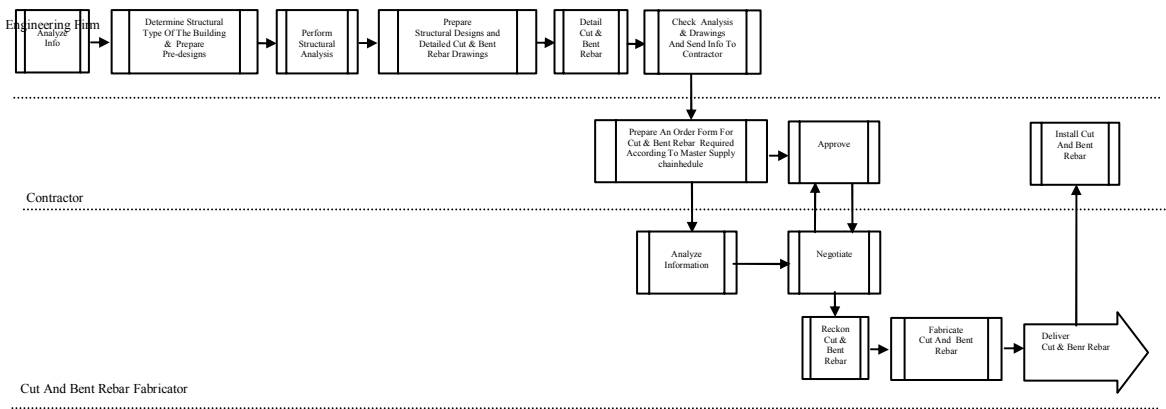 Engineering Firm
Analyze
Info
Determine Structural
Type Of The Building
& Prepare
Pre-designs
Perform
Structural
Analysis
Prepare
Structural Designs and
Detailed Cut & Bent
Rebar Drawings
Detail
Cut &
Bent
Rebar
Check Analysis
& Drawings
And Send Info To
Contractor
Prepare An Order Form For
Cut & Bent Rebar Required
According To Master Supply
chainhedule
Approve
Install Cut
And Bent
Rebar
Contractor
Analyze
Information
Negotiate
Reckon
Cut &
Bent
Rebar
Fabricate
Cut And Bent
Rebar
Deliver
Cut & Benr Rebar
Cut And Bent Rebar Fabricator